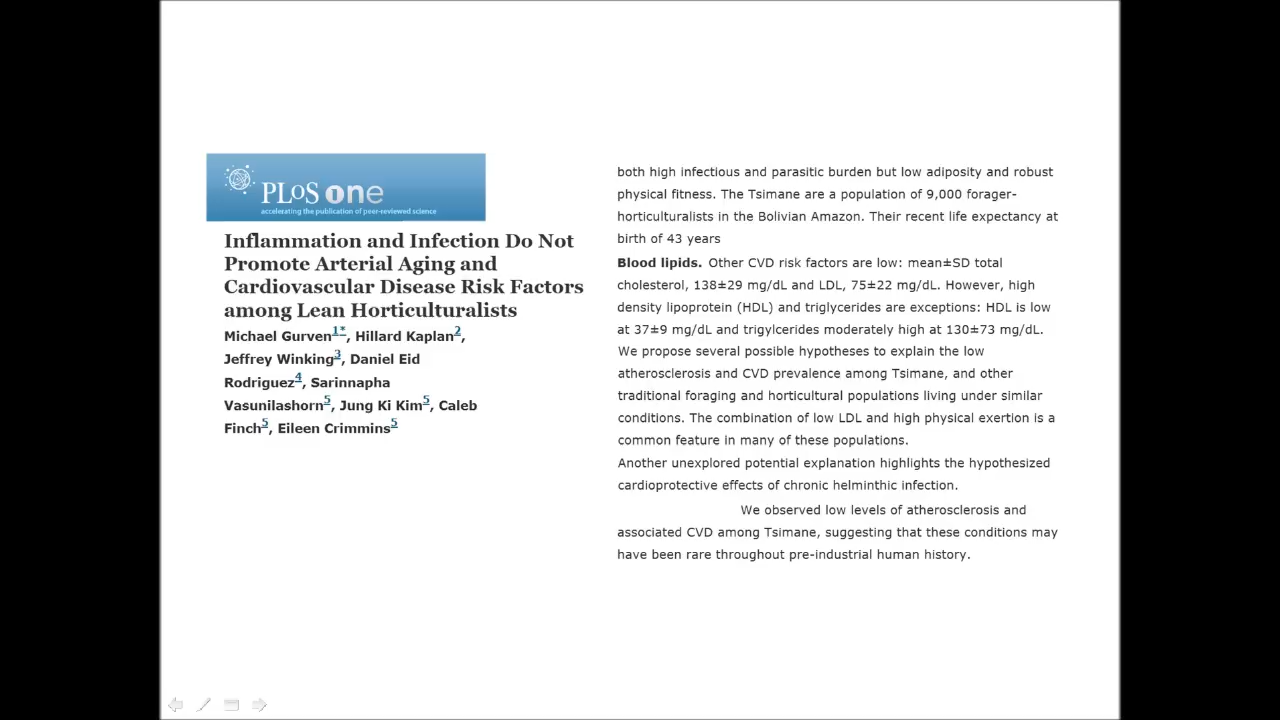 PLoS one
accelerating the publication of peer-reviewed science
Inflammation and Infection Do Not
Promote Arterial Aging and
Cardiovascular Disease Risk Factors
among Lean Horticulturalists
Michael Gurven1*, Hillard Kaplan2,
Jeffrey Winking3, Daniel Eid
Rodriguez4, Sarinnapha
Vasunilashorn5, Jung Ki Kim5, Caleb
Finch5, Eileen Crimmins5
both high infectious and parasitic burden but low adiposity and robust
physical fitness. The Tsimane are a population of 9,000 forager-
horticulturalists in the Bolivian Amazon. Their recent life expectancy at
birth of 43 years
Blood lipids. Other CVD risk factors are low: mean±SD total
cholesterol, 138±29 mg/dL and LDL, 75±22 mg/dL. However, high
density lipoprotein (HDL) and triglycerides are exceptions: HDL is low
at 37±9 mg/dL and trigylcerides moderately high at 130±73 mg/dL.
We propose several possible hypotheses to explain the low
atherosclerosis and CVD prevalence among Tsimane, and other
traditional foraging and horticultural populations living under similar
conditions. The combination of low LDL and high physical exertion is a
common feature in many of these populations.
Another unexplored potential explanation highlights the hypothesized
cardioprotective effects of chronic helminthic infection.
We observed low levels of atherosclerosis and
associated CVD among Tsimane, suggesting that these conditions may
have been rare throughout pre-industrial human history.